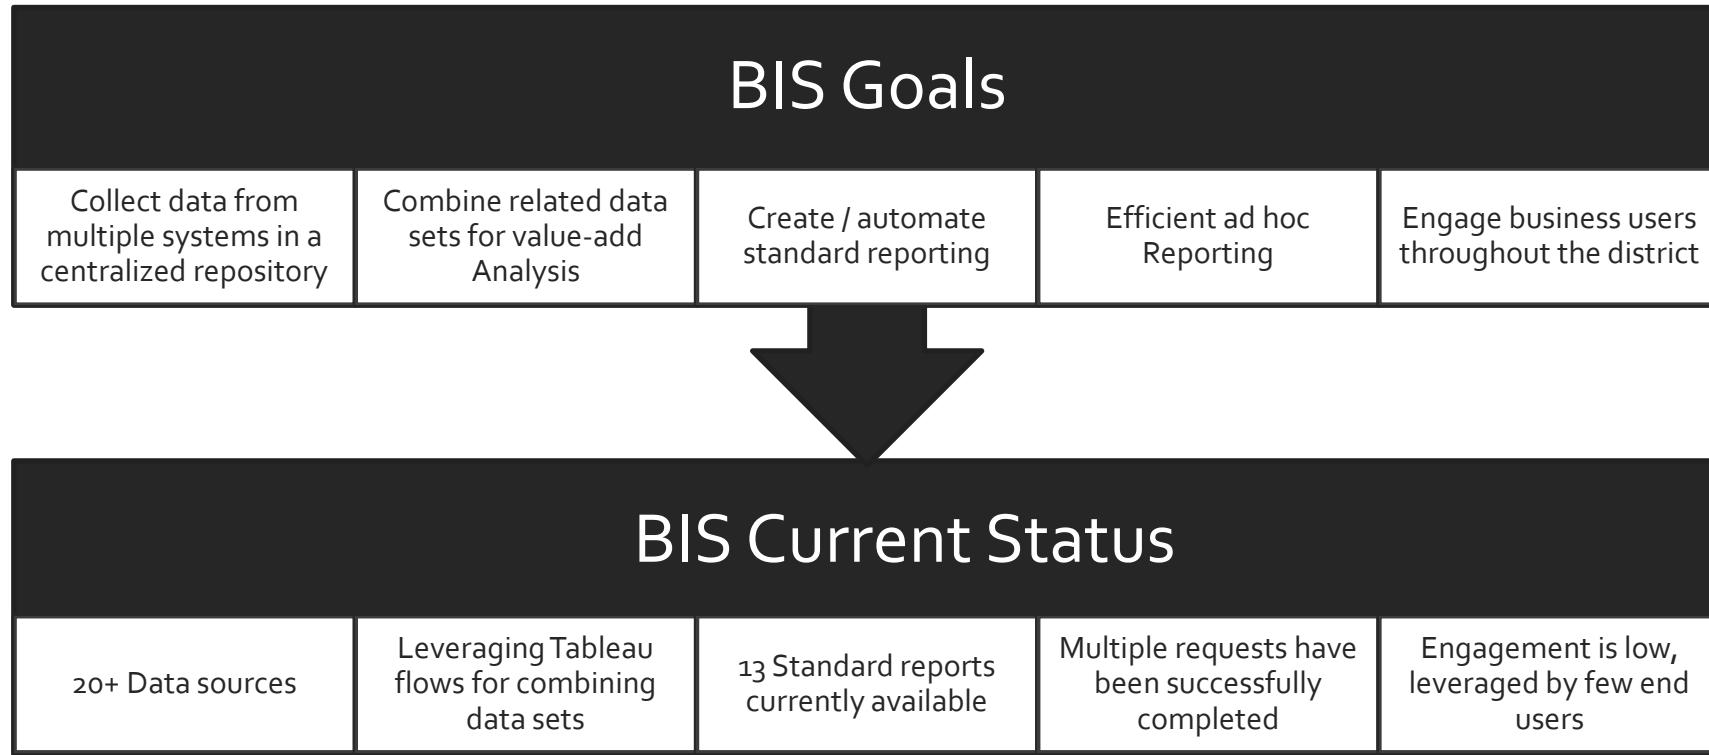 BIS Goals
Collect data from
multiple systems in a
centralized repository
Combine related data
sets for value-add
Analysis
Create / automate
standard reporting
Efficient ad hoc
Reporting
Engage business users
throughout the district
BIS Current Status
20+ Data sources
Leveraging Tableau
flows for combining
data sets
13 Standard reports
currently available
Multiple requests have
been successfully
completed
Engagement is low,
leveraged by few end
users